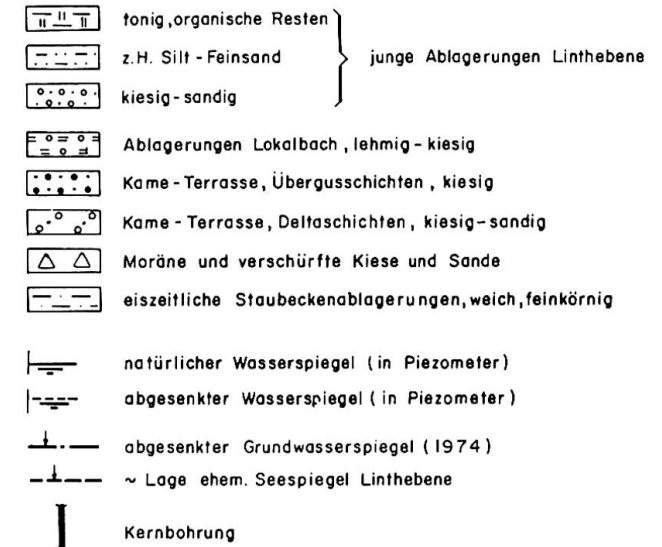 tonig, organische Resten
z.H. Silt - Feinsand
junge Ablagerungen Linthebene
kiesig-sandig
Ablagerungen Lokalbach, lehmig - kiesig
Kame - Terrasse, Übergusschichten, kiesig
Kame - Terrasse, Deltaschichten, kiesig-sandig
Moräne und verschürfte Kiese und Sande
eiszeitliche Staubeckenablagerungen, weich, feinkörnig
natürlicher Wasserspiegel (in Piezometer)
abgesenkter Wasserspiegel (in Piezometer)
abgesenkter Grundwasserspiegel (1974)
~ Lage ehem. Seespiegel Linthebene
Kernbohrung